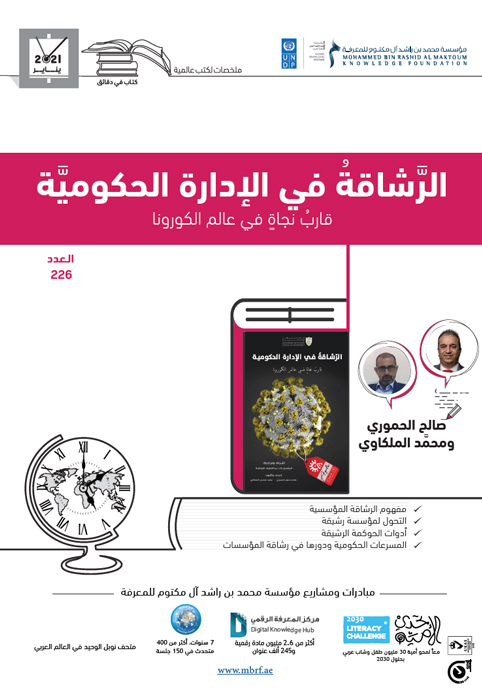 مؤسسة محمد بن راشد آل مكتوم للمعرفة
MOHAMMED BIN RASHID AL MAKTOUM
KNOWLEDGE FOUNDATION
UN
DP
ملخصات لكتب عالمية
كتاب في دقائق
2021
يناير
الرَّشاقةُ في الإدارة الحكوميَّة
قاربُ نجاةٍ في عالم الكورونا
العدد
226
الرَّشاقةُ في الإدارة الحكومية
قاربُ نجاة في عالم الكورونا
صالح الحموري
ومحمَّد الملكاوي
XII
✓ مفهوم الرشاقة المؤسسية
✓ التحول لمؤسسة رشيقة
✓ أدوات الحوكمة الرشيقة
✓ المسرعات الحكومية ودورها في رشاقة المؤسسات
مبادرات ومشاريع مؤسسة محمد بن راشد آل مكتوم للمعرفة
2030
LITERACY
CHALLENGE
معاً لمحو أمية 30 مليون طفل وشاب عربي
بحلول 2030
مركز المعرفة الرقمي
Digital Knowledge Hub
أكثر من 2.6 مليون مادة رقمية
و245 ألف عنوان
7 سنوات، أكثر من 400
متحدث في 150 جلسة
متحف نوبل الوحيد في العالم العربي
www.mbrf.ae